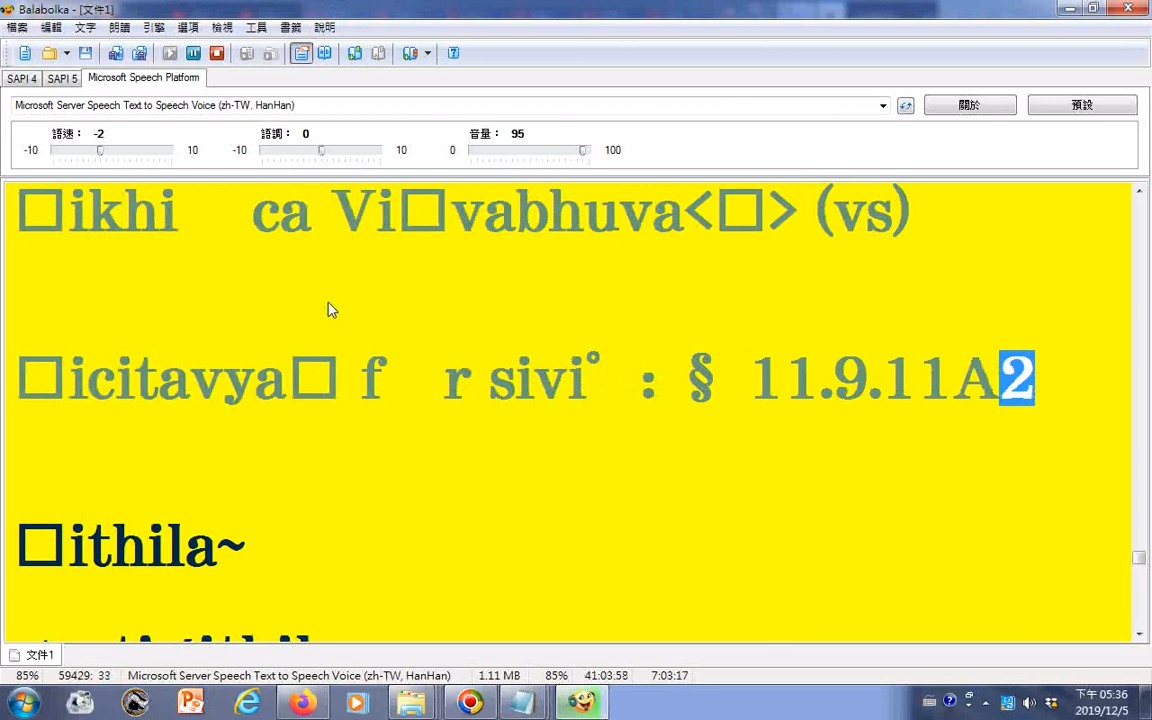 Balabolka - [文件1]
檔案 編輯 文字 朗讀 引擎 選項 檢視 工具 書籤 說明
SAPI 4 SAPI 5 Microsoft Speech Platform
Microsoft Server Speech Text to Speech Voice (zh-TW, HanHan) 關於 預設
語速： -2 語調： 0 音量： 95
-10 10 -10 10 0 100
□ikhi ca Vi□vabhuva<□> (vs)
□icitavya□ f r sivi° : § 11.9.11A2
□ithila~
文件1
85% 59429: 33 Microsoft Server Speech Text to Speech Voice (zh-TW, HanHan) 1.11 MB 85% 41:03:58 7:03:17
下午 05:36
2019/12/5